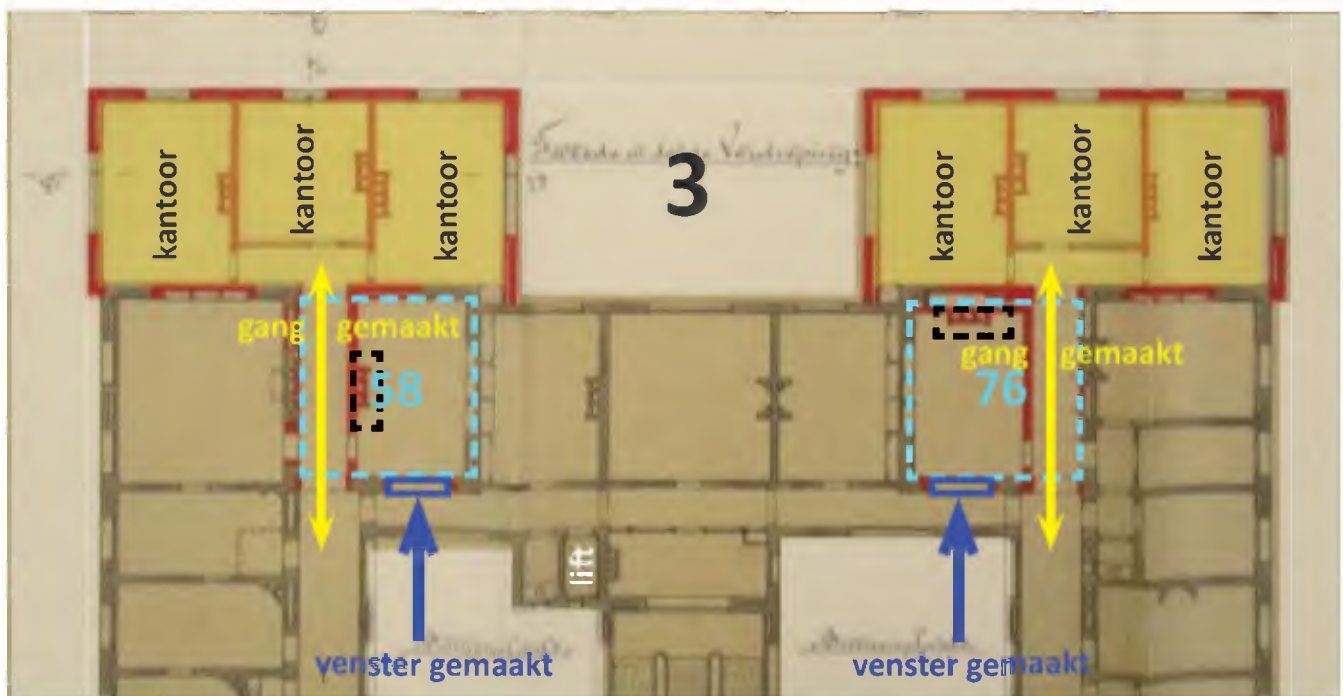 kantoor
kantoor
kantoor
3
kantoor
kantoor
kantoor
gang gemaakt
58
gang gemaakt
76
lift
venster gemaakt
venster gemaakt